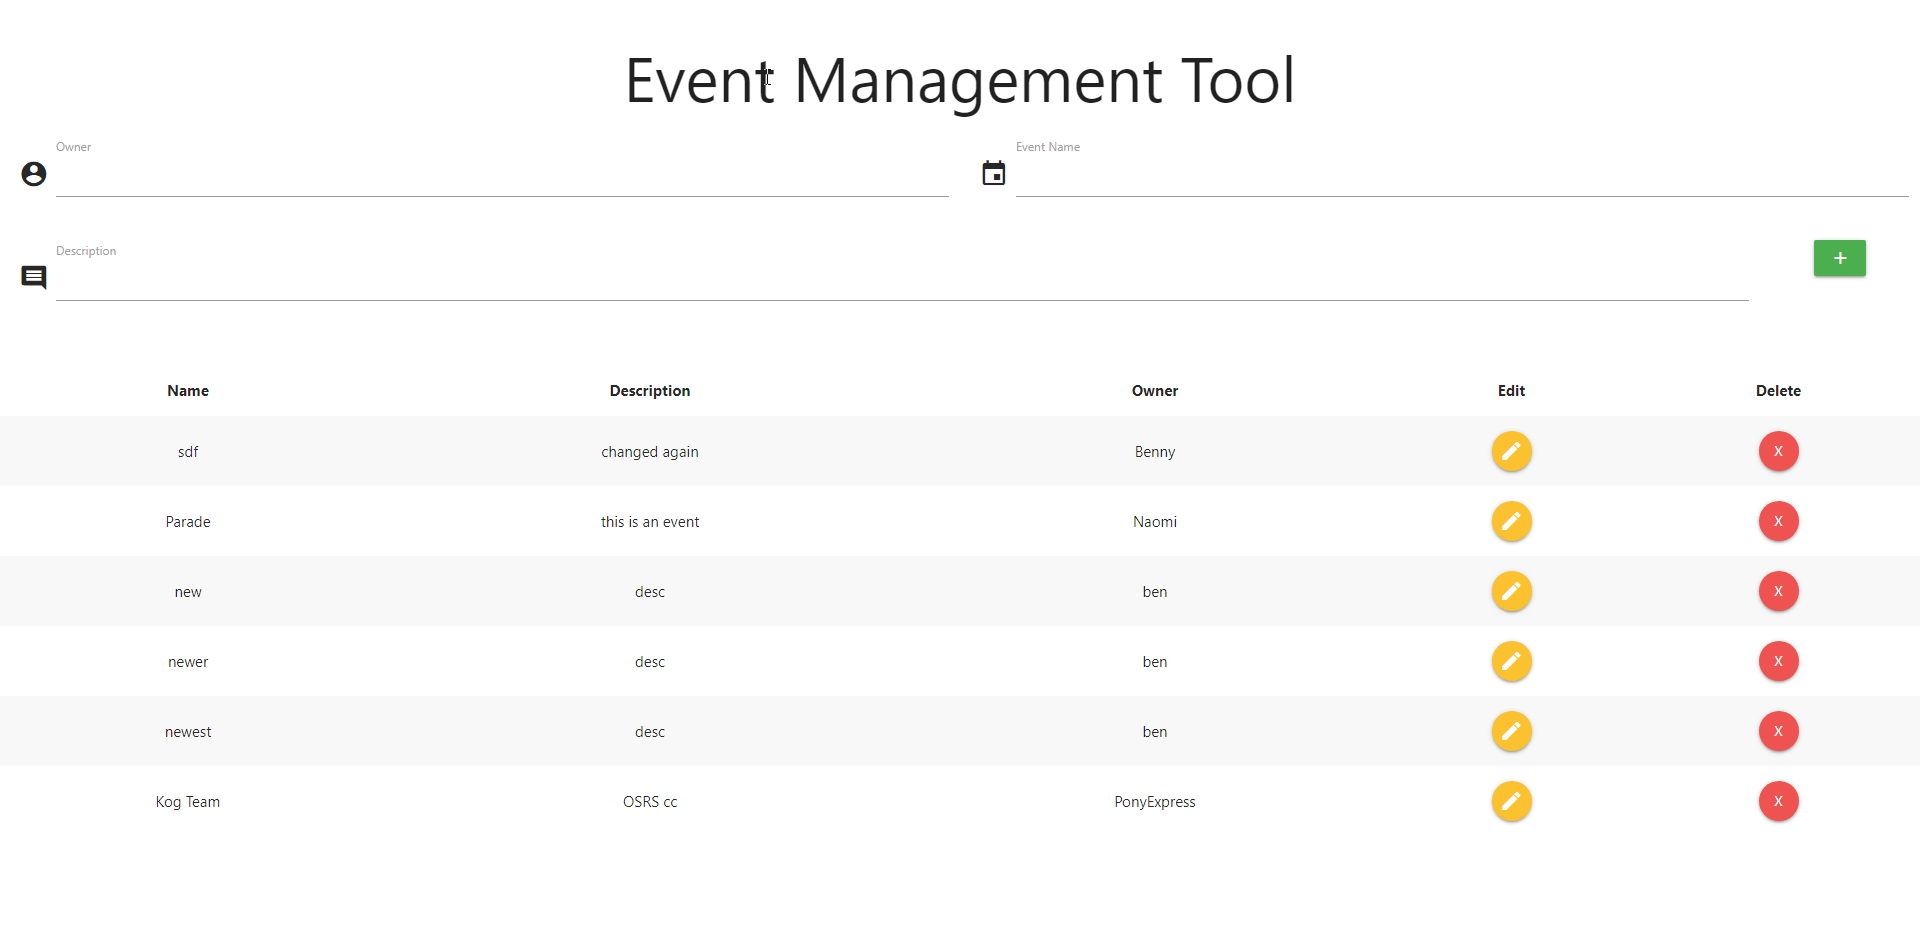 Event Management Tool
Owner Event Name
Description
+
Name Description Owner Edit Delete
sdf changed again Benny X
Parade this is an event Naomi X
new desc ben X
newer desc ben X
newest desc ben X
Kog Team OSRS cc PonyExpress X